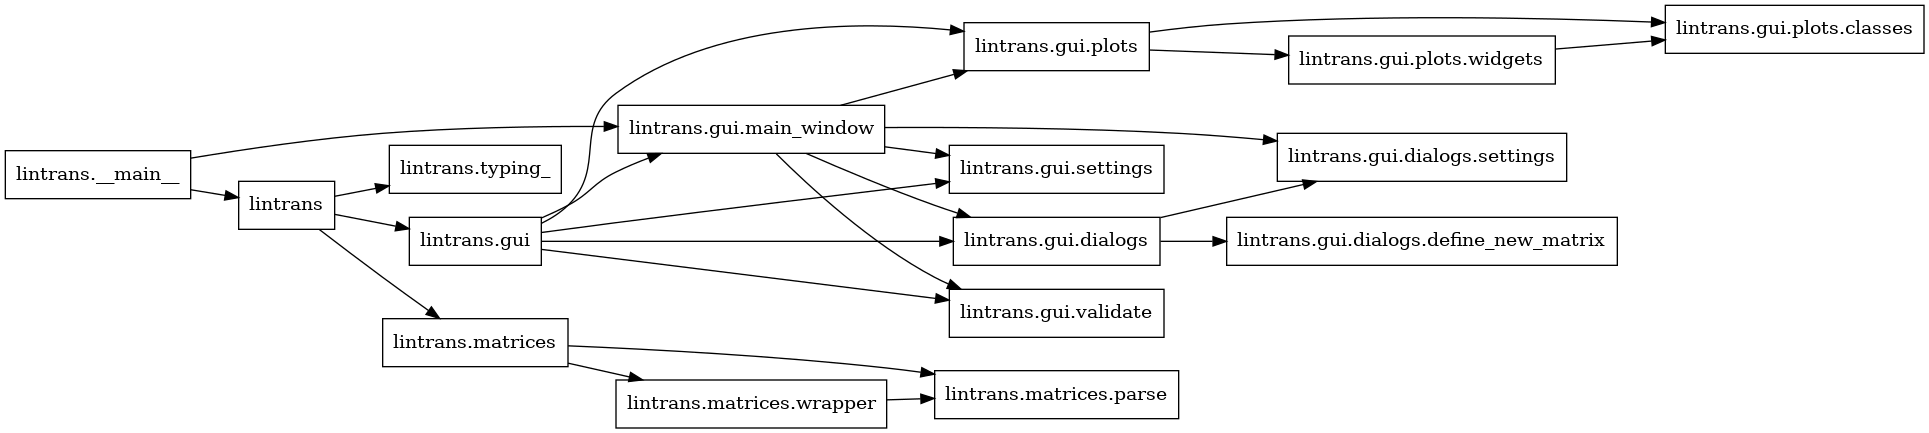 lintrans.__main__
lintrans
lintrans.typing_
lintrans.gui
lintrans.matrices
lintrans.gui.main_window
lintrans.matrices.wrapper
lintrans.gui.plots
lintrans.gui.settings
lintrans.gui.dialogs
lintrans.gui.validate
lintrans.matrices.parse
lintrans.gui.plots.widgets
lintrans.gui.dialogs.settings
lintrans.gui.dialogs.define_new_matrix
lintrans.gui.plots.classes